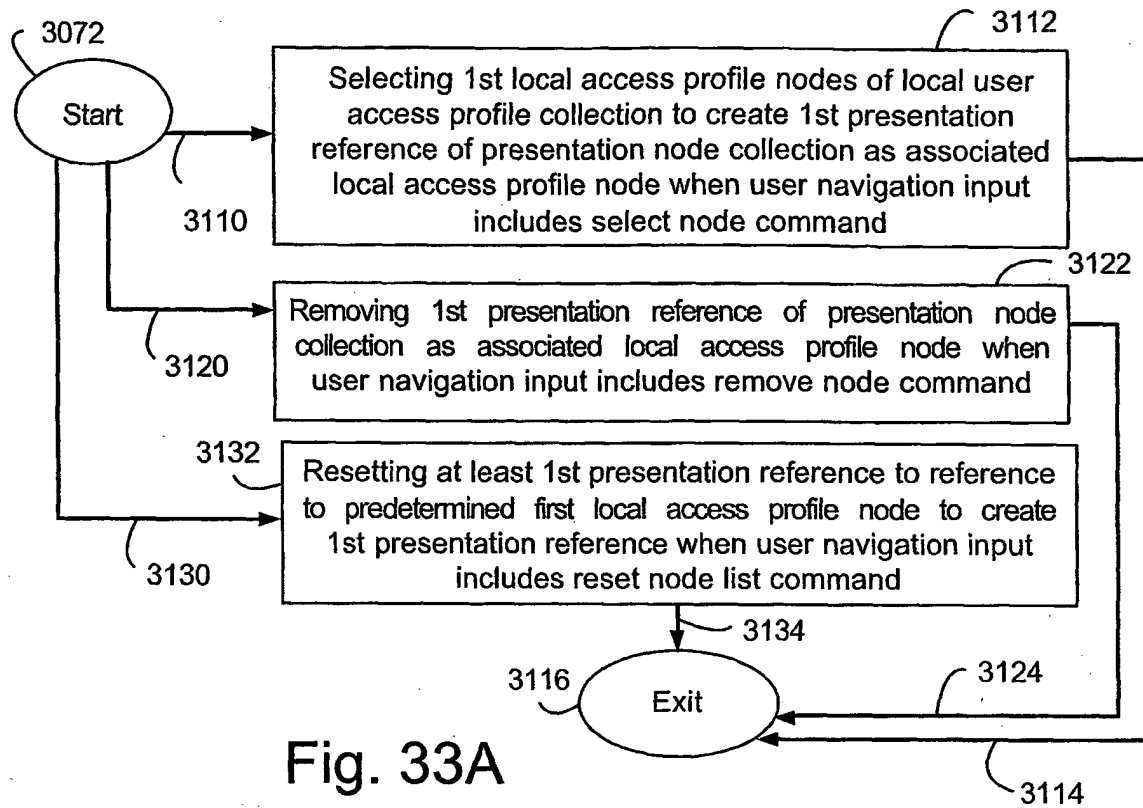 3072
Start
3112
Selecting 1st local access profile nodes of local user
access profile collection to create 1st presentation
reference of presentation node collection as associated
local access profile node when user navigation input
includes select node command
3110
3122
Removing 1st presentation reference of presentation node
collection as associated local access profile node when
user navigation input includes remove node command
3120
3132
Resetting at least 1st presentation reference to reference
to predetermined first local access profile node to create
1st presentation reference when user navigation input
includes reset node list command
3130
3134
3116
Exit
3124
3114
Fig. 33A